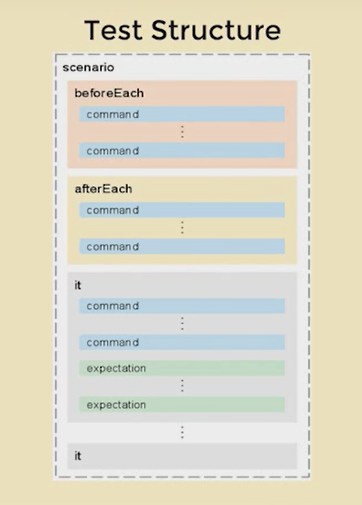 Test Structure
scenario
beforeEach
command
command
afterEach
command
command
it
command
command
expectation
expectation
it